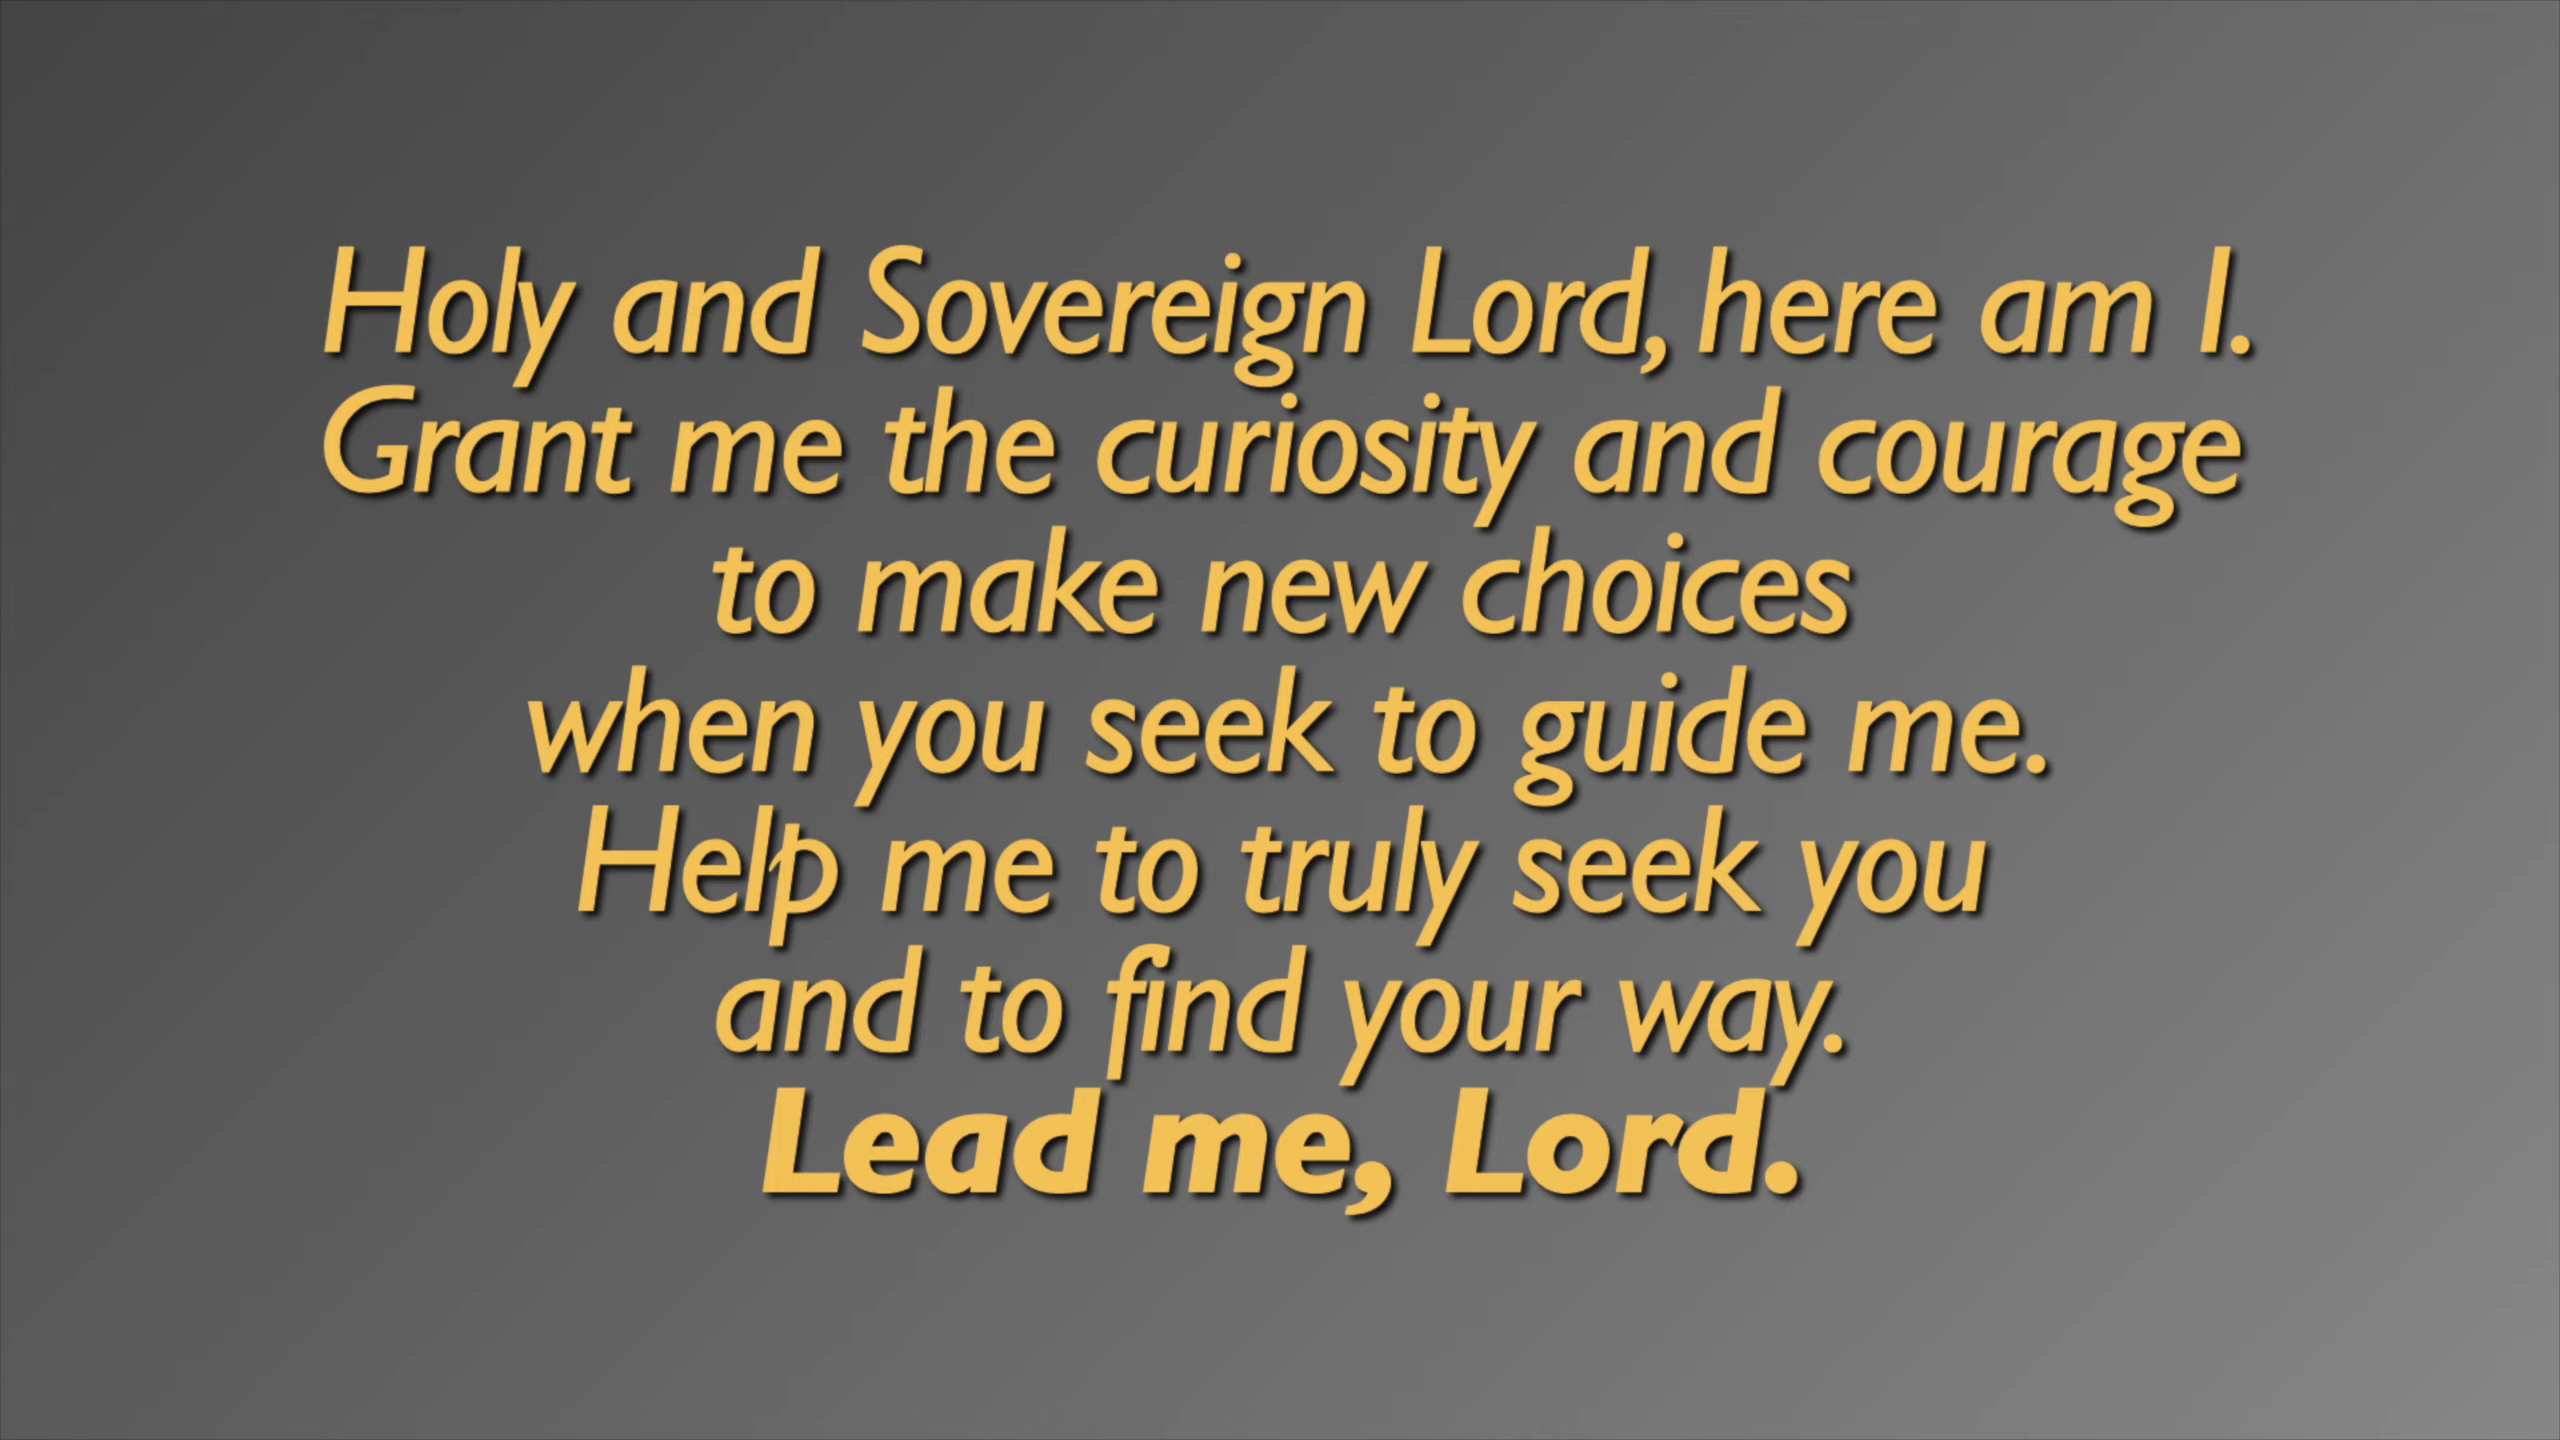 Holy and Sovereign Lord, here am I.
Grant me the curiosity and courage
to make new choices
when you seek to guide me.
Help me to truly seek you
and to find your way.
Lead me, Lord.